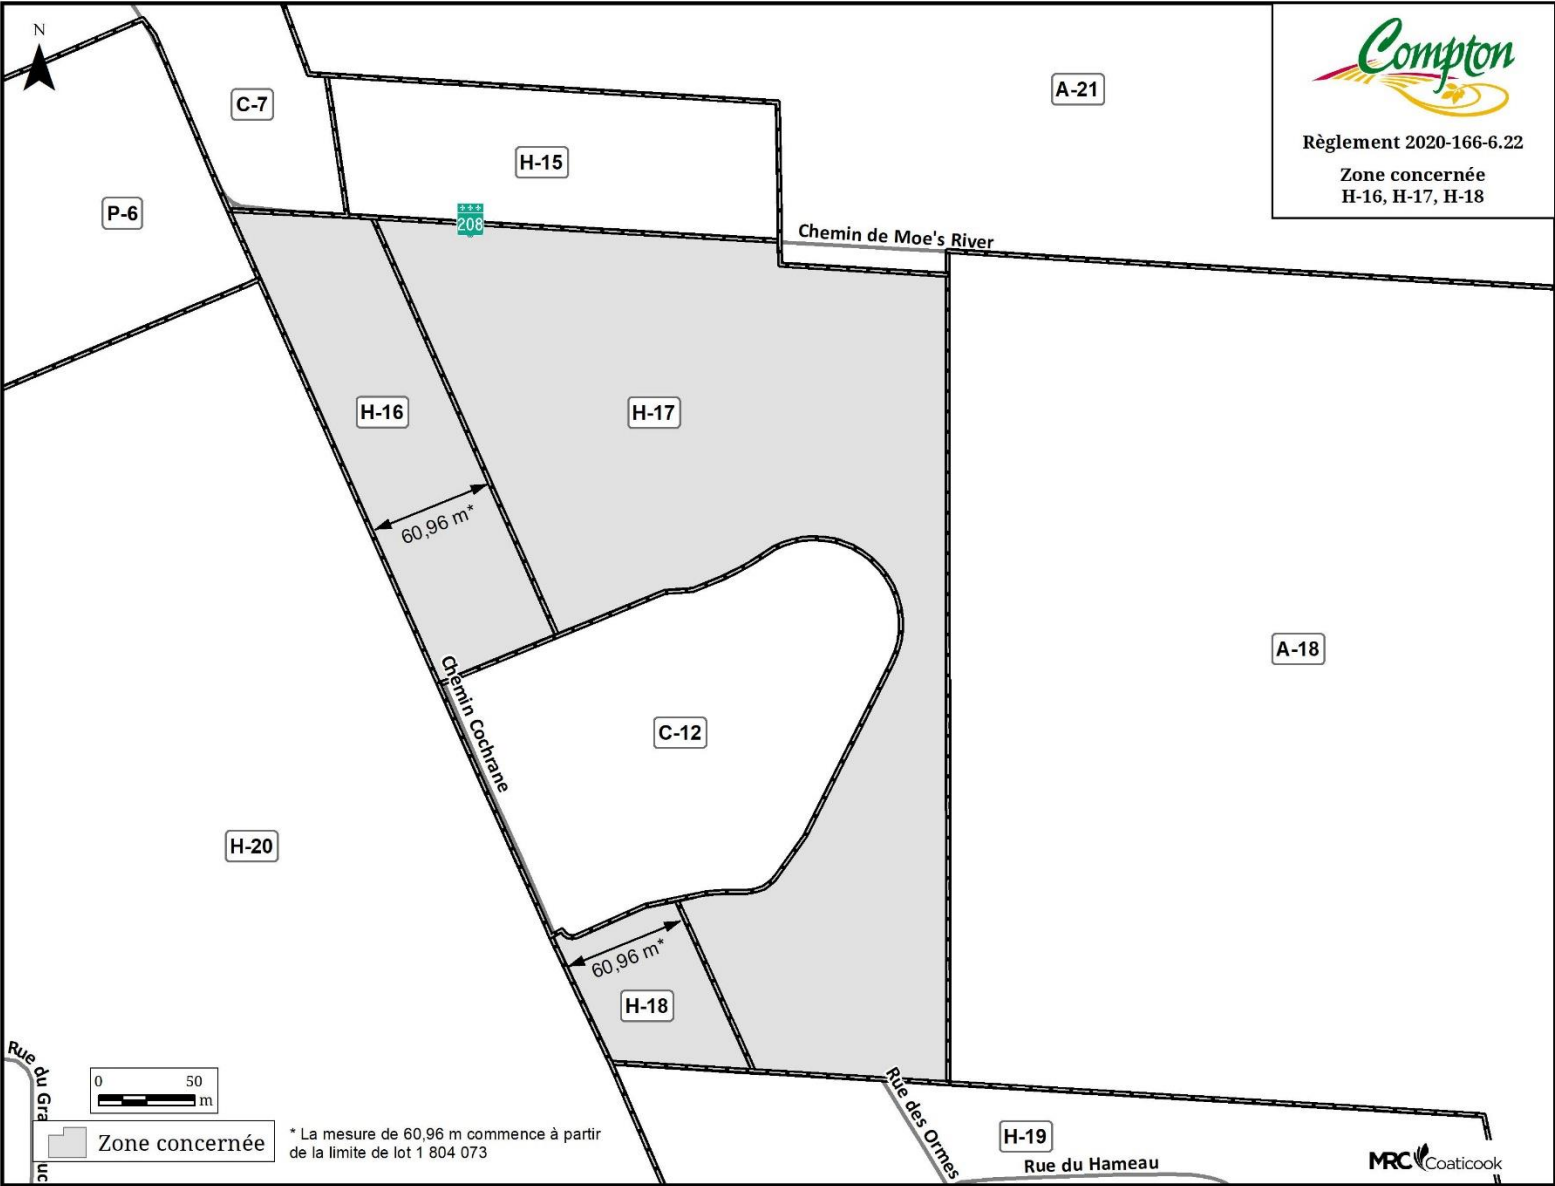 N
Compton
Règlement 2020-166-6.22
Zone concernée
H-16, H-17, H-18
A-21
C-7
H-15
P-6
208
Chemin de Moe's River
H-16
H-17
60,96 m*
A-18
Chemin Cochrane
C-12
H-20
60,96 m*
H-18
Rue du
0 50
m
Zone concernée
* La mesure de 60,96 m commence à partir
de la limite de lot 1 804 073
Rue des Ormes
H-19
Rue du Hameau
MRC Coaticook